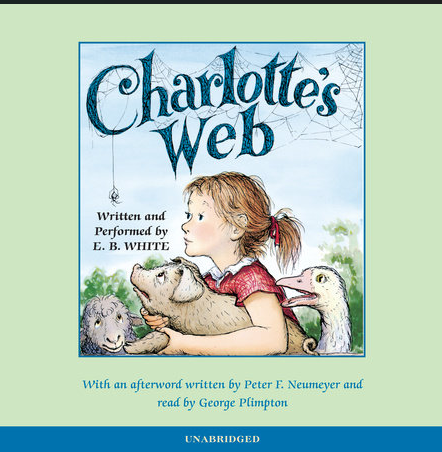 Charlotte's
Web
Written and
Performed by
E. B. WHITE
With an afterword written by Peter F. Neumeyer and
read by George Plimpton
UNABRIDGED